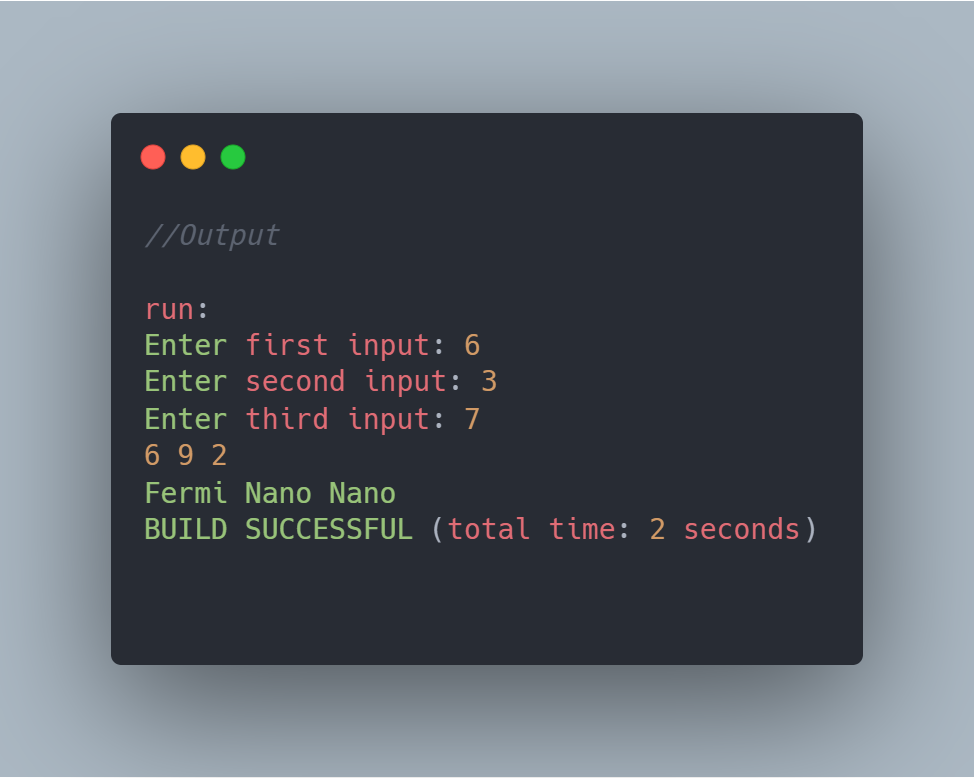 //Output
run:
Enter first input: 6
Enter second input: 3
Enter third input: 7
6 9 2
Fermi Nano Nano
BUILD SUCCESSFUL (total time: 2 seconds)